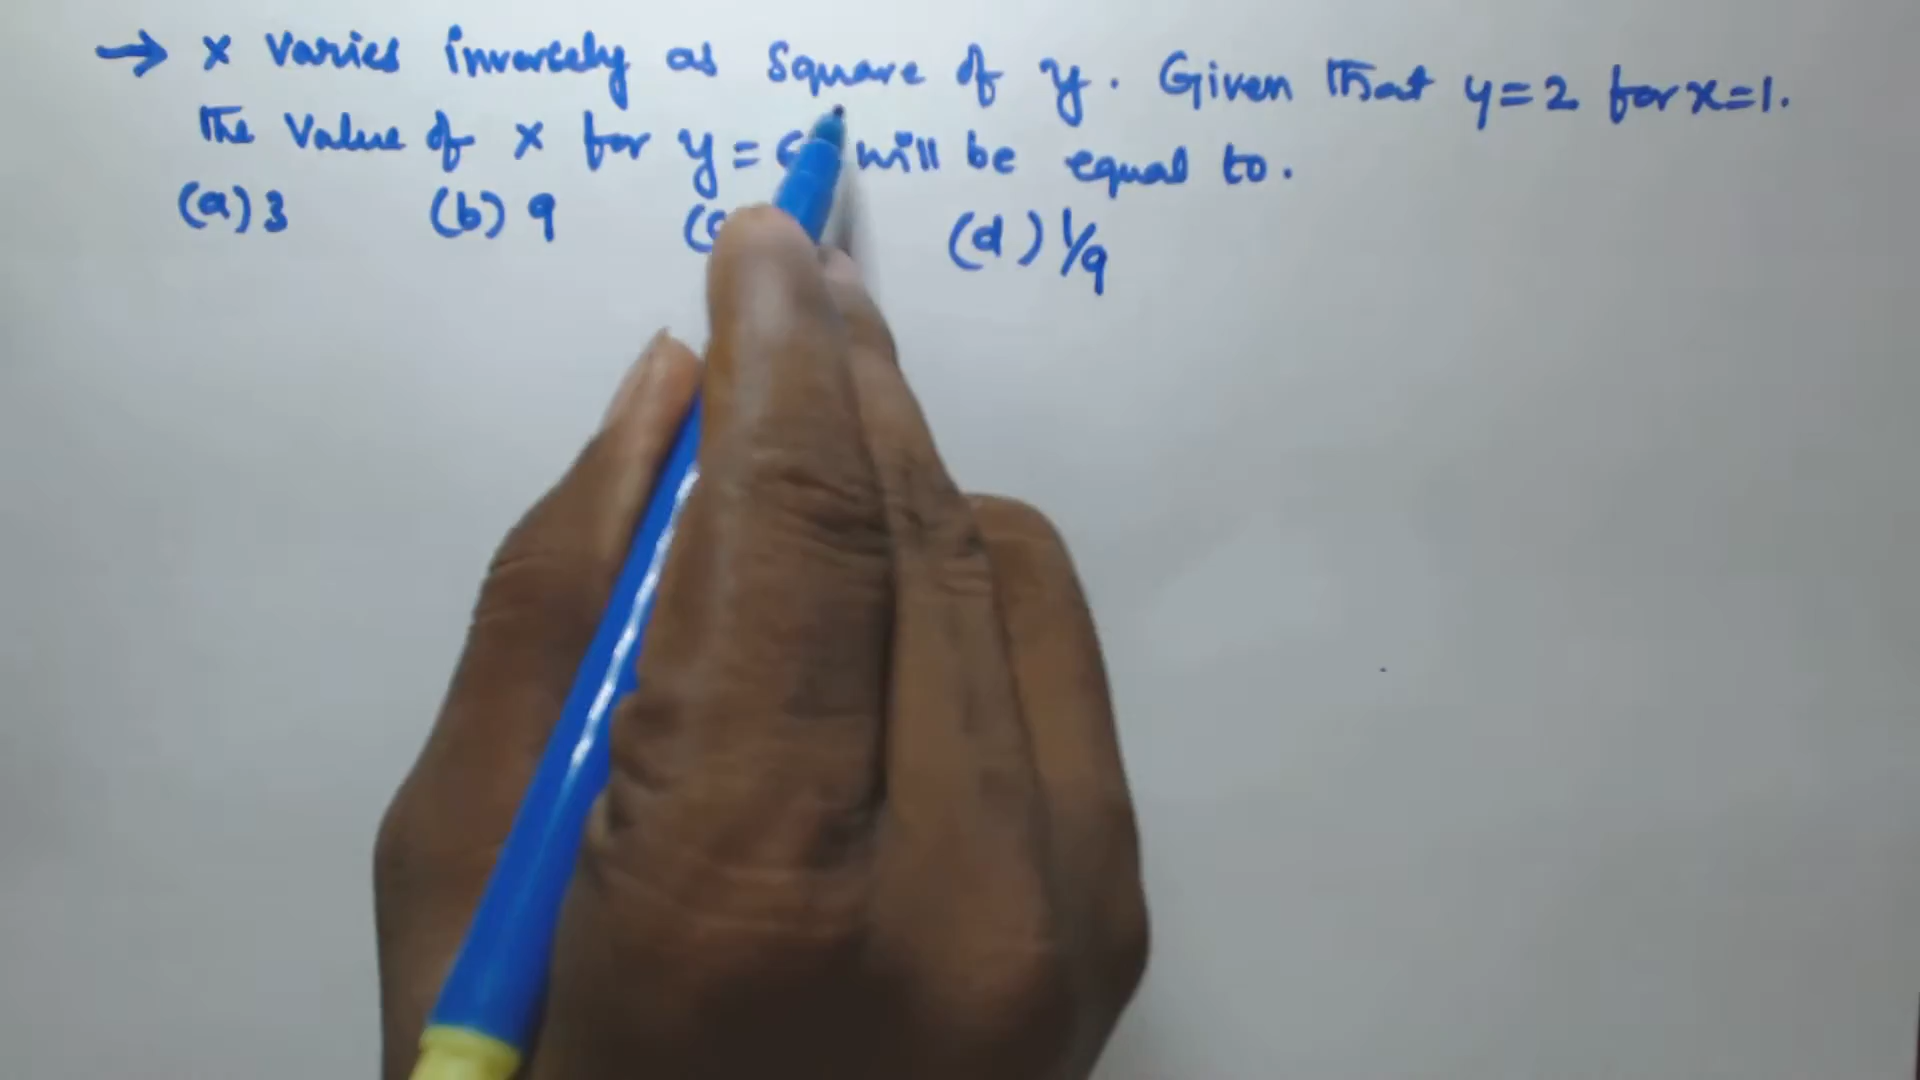 → x varies inversely as Square of y. Given that y=2 for x=1.
The value of x for y = 6 will be equal to.
(a) 3 (b) 9 (c (d) 1/9